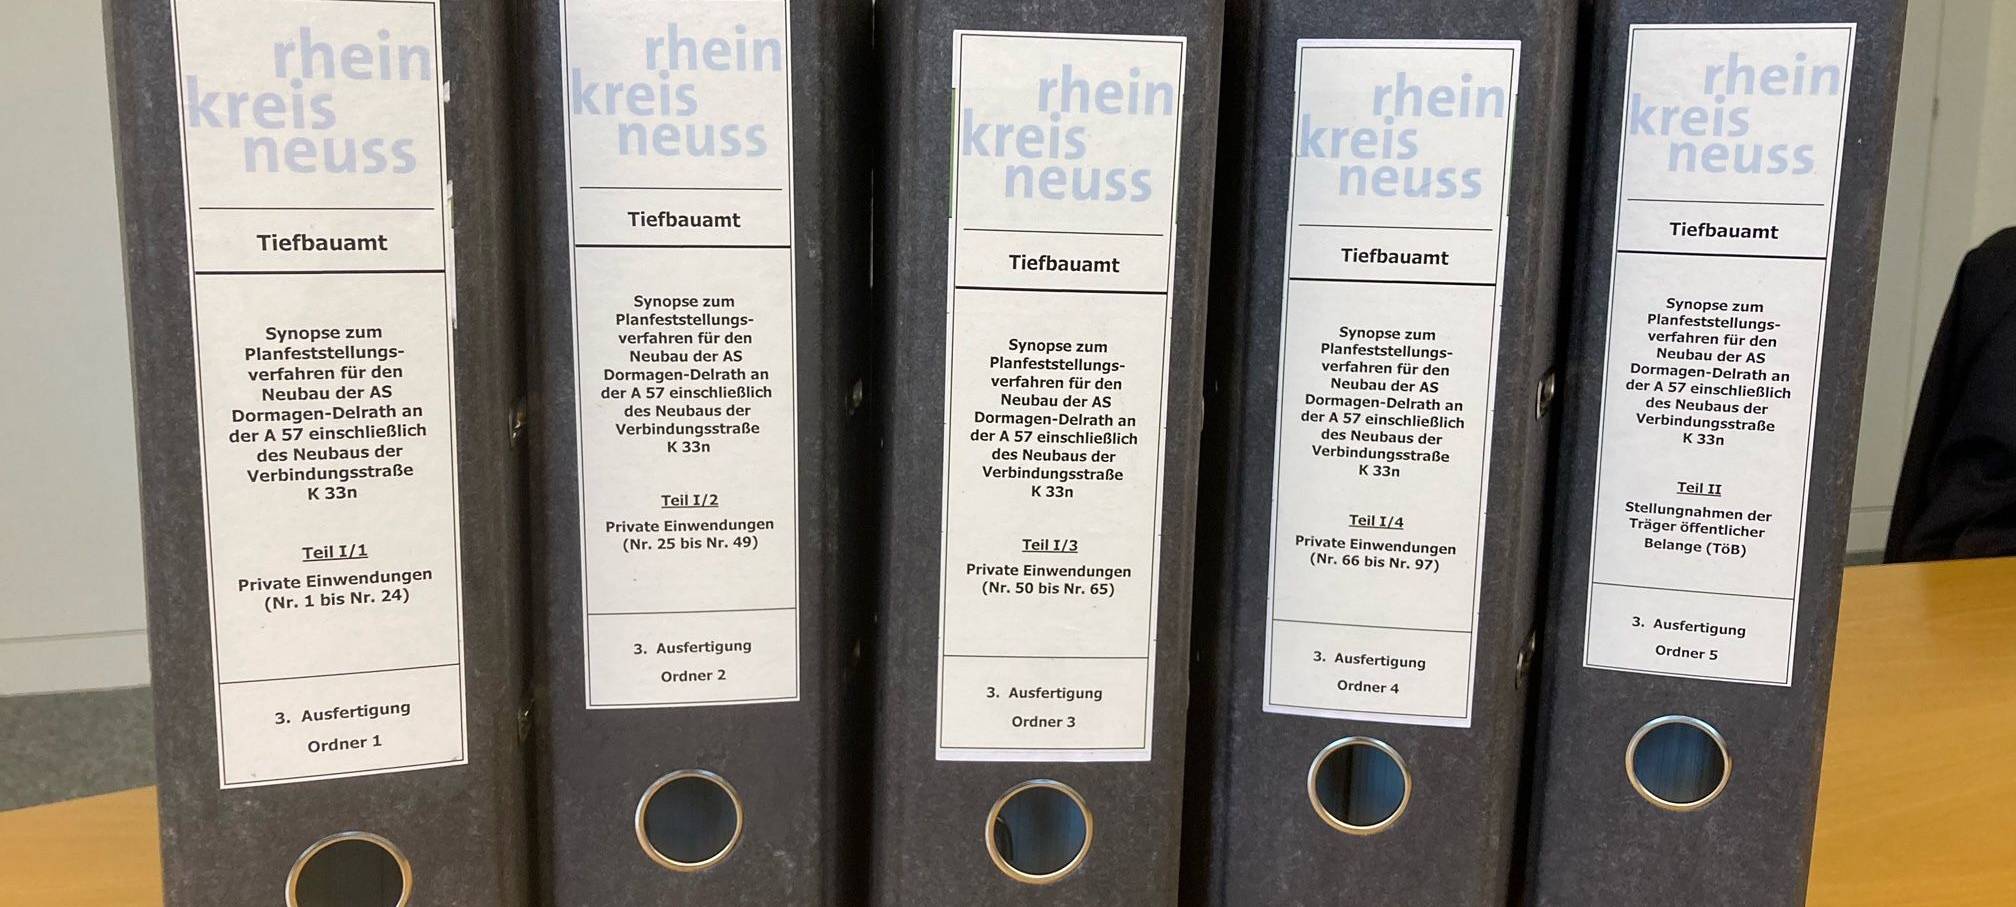 rhein
kreis
neuss
Tiefbauamt
Synopse zum
Planfeststellungs-
verfahren für den
Neubau der AS
Dormagen-Delrath an
der A 57 einschließlich
des Neubaus der
Verbindungsstraße
K 33n
Teil I/1
Private Einwendungen
(Nr. 1 bis Nr. 24)
3. Ausfertigung
Ordner 1
rhein
kreis
neuss
Tiefbauamt
Synopse zum
Planfeststellungs-
verfahren für den
Neubau der AS
Dormagen-Delrath an
der A 57 einschließlich
des Neubaus der
Verbindungsstraße
K 33n
Teil I/2
Private Einwendungen
(Nr. 25 bis Nr. 49)
3. Ausfertigung
Ordner 2
rhein
kreis
neuss
Tiefbauamt
Synopse zum
Planfeststellungs-
verfahren für den
Neubau der AS
Dormagen-Delrath an
der A 57 einschließlich
des Neubaus der
Verbindungsstraße
K 33n
Teil I/3
Private Einwendungen
(Nr. 50 bis Nr. 65)
3. Ausfertigung
Ordner 3
rhein
kreis
neuss
Tiefbauamt
Synopse zum
Planfeststellungs-
verfahren für den
Neubau der AS
Dormagen-Delrath an
der A 57 einschließlich
des Neubaus der
Verbindungsstraße
K 33n
Teil I/4
Private Einwendungen
(Nr. 66 bis Nr. 97)
3. Ausfertigung
Ordner 4
rhein
kreis
neuss
Tiefbauamt
Synopse zum
Planfeststellungs-
verfahren für den
Neubau der AS
Dormagen-Delrath an
der A 57 einschließlich
des Neubaus der
Verbindungsstraße
K 33n
Teil II
Stellungnahmen der
Träger öffentlicher
Belange (TöB)
3. Ausfertigung
Ordner 5